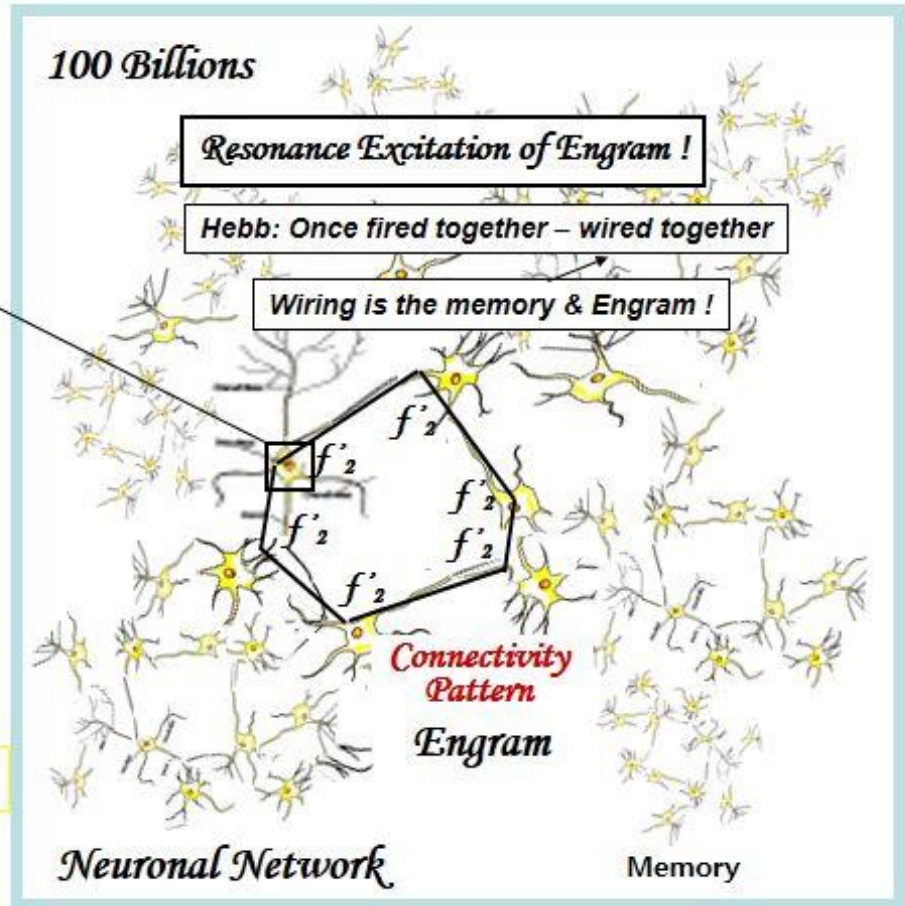 100 Billions
Resonance Excitation of Engram !
Hebb: Once fired together – wired together
Wiring is the memory & Engram !
f'2
f'2
f'2
f'2
f'2
f'2
Connectivity
Pattern
Engram
Neuronal Network
Memory